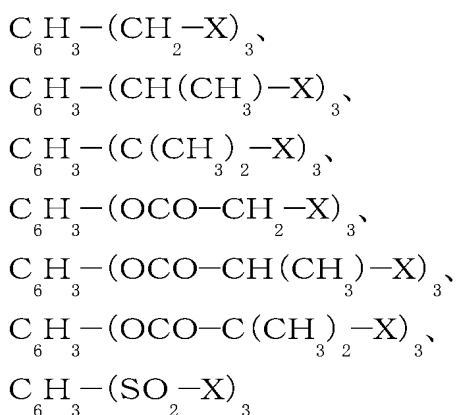 C₆H₃−(CH₂−X)₃、
C₆H₃−(CH(CH₃)−X)₃、
C₆H₃−(C(CH₃)₂−X)₃、
C₆H₃−(OCO−CH₂−X)₃、
C₆H₃−(OCO−CH(CH₃)−X)₃、
C₆H₃−(OCO−C(CH₃)₂−X)₃、
C₆H₃−(SO₂−X)₃